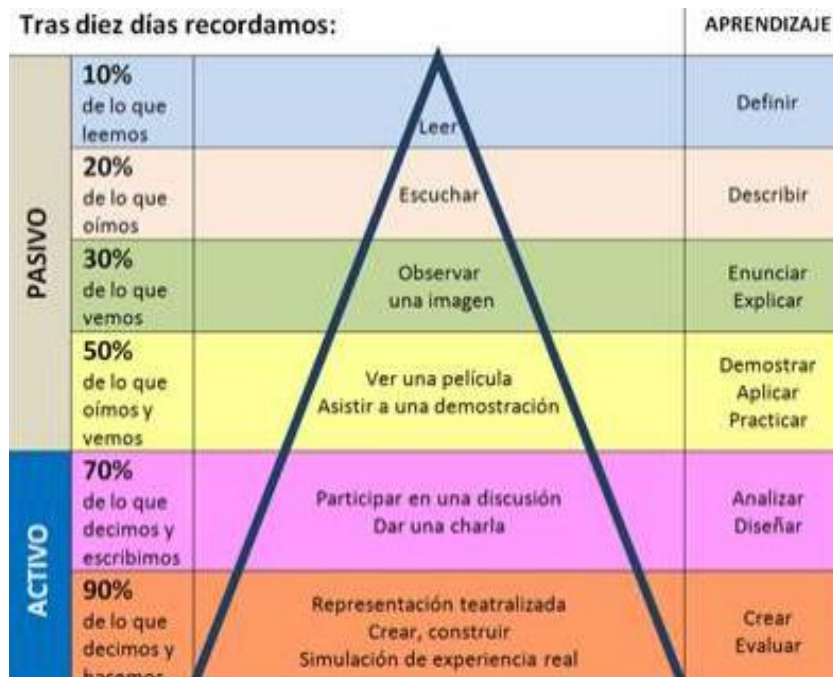 Tras diez días recordamos:
APRENDIZAJE
PASIVO
10%
de lo que
leemos
Leer
Definir
20%
de lo que
oímos
Escuchar
Describir
30%
de lo que
vemos
Observar
una imagen
Enunciar
Explicar
50%
de lo que
oímos y
vemos
Ver una película
Asistir a una demostración
Demostrar
Aplicar
Practicar
ACTIVO
70%
de lo que
decimos y
escribimos
Participar en una discusión
Dar una charla
Analizar
Diseñar
90%
de lo que
decimos y
hacemos
Representación teatralizada
Crear, construir
Simulación de experiencia real
Crear
Evaluar